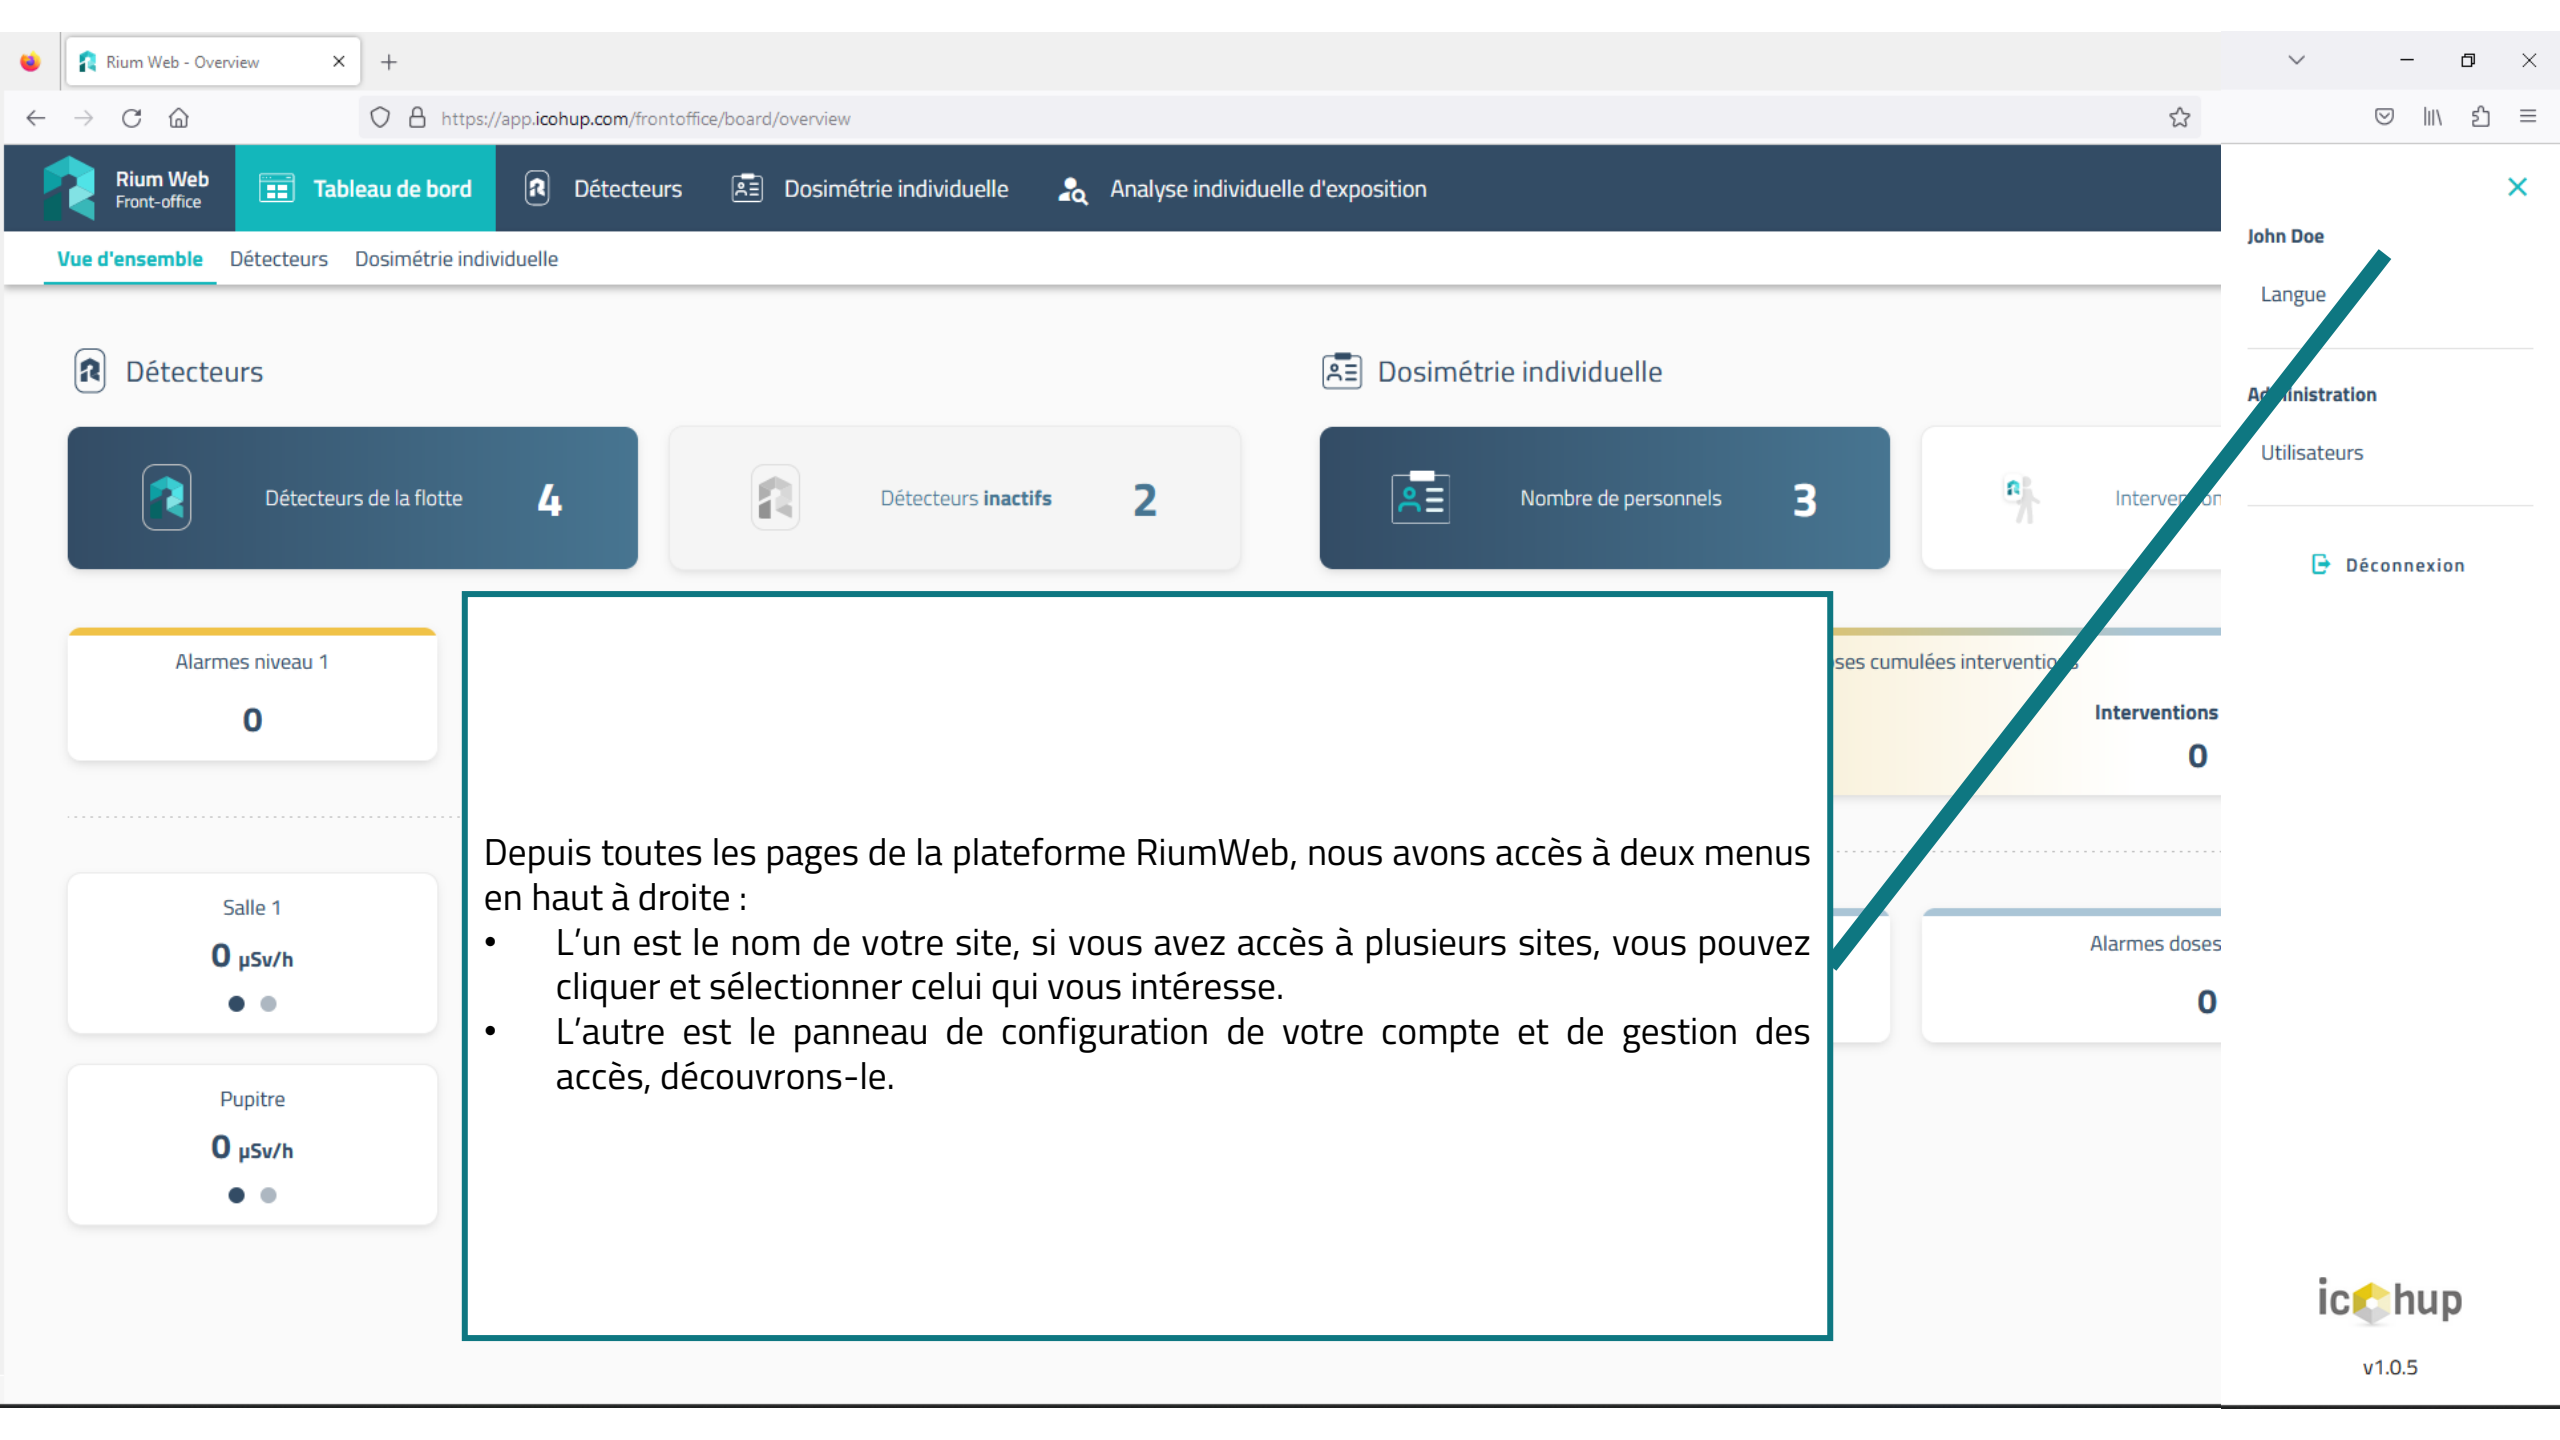 Rium Web - Overview
https://app.icohup.com/frontoffice/board/overview
Rium Web
Front-office
Tableau de bord
Détecteurs
Dosimétrie individuelle
Analyse individuelle d'exposition
Vue d'ensemble
Détecteurs
Dosimétrie individuelle
John Doe
Langue
Administration
Utilisateurs
Déconnexion
Détecteurs
Dosimétrie individuelle
Détecteurs de la flotte 4
Détecteurs inactifs 2
Nombre de personnels 3
Intervention
Alarmes niveau 1
0
ses cumulées interventions
Interventions
0
Depuis toutes les pages de la plateforme RiumWeb, nous avons accès à deux menus
en haut à droite :
• L’un est le nom de votre site, si vous avez accès à plusieurs sites, vous pouvez
cliquer et sélectionner celui qui vous intéresse.
• L’autre est le panneau de configuration de votre compte et de gestion des
accès, découvrons-le.
Salle 1
0 µSv/h
Alarmes doses
0
Pupitre
0 µSv/h
icohup
v1.0.5